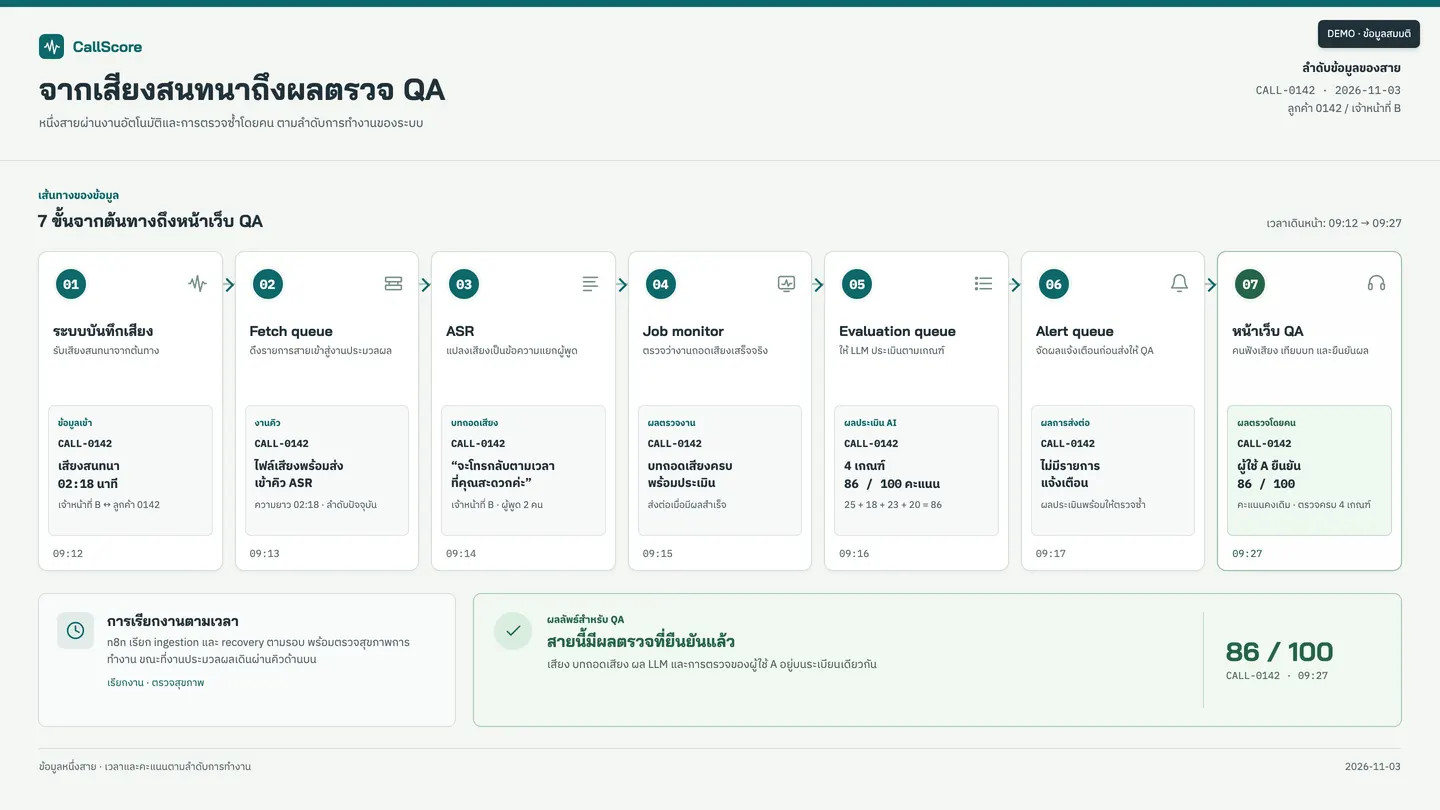 CallScore
จากเสียงสนทนาถึงผลตรวจ QA
หนึ่งสายผ่านงานอัตโนมัติและการตรวจซ้ำโดยคน ตามลำดับการทำงานของระบบ
DEMO · ข้อมูลสมมติ
ลำดับข้อมูลของสาย
CALL-0142 · 2026-11-03
ลูกค้า 0142 / เจ้าหน้าที่ B
เส้นทางของข้อมูล
7 ขั้นจากต้นทางถึงหน้าเว็บ QA
เวลาเดินหน้า: 09:12 → 09:27
01
ระบบบันทึกเสียง
รับเสียงสนทนาจากต้นทาง
ข้อมูลเข้า
CALL-0142
เสียงสนทนา
02:18 นาที
เจ้าหน้าที่ B ↔ ลูกค้า 0142
09:12
02
Fetch queue
ดึงรายการสายเข้าสู่งานประมวลผล
งานคิว
CALL-0142
ไฟล์เสียงพร้อมส่ง
เข้าคิว ASR
ความยาว 02:18 · ลำดับปัจจุบัน
09:13
03
ASR
แปลงเสียงเป็นข้อความแยกผู้พูด
บทถอดเสียง
CALL-0142
“จะโทรกลับตามเวลา
ที่คุณสะดวกค่ะ”
เจ้าหน้าที่ B · ผู้พูด 2 คน
09:14
04
Job monitor
ตรวจว่างานถอดเสียงเสร็จจริง
ผลตรวจงาน
CALL-0142
บทถอดเสียงครบ
พร้อมประเมิน
ส่งต่อเมื่อมีผลสำเร็จ
09:15
05
Evaluation queue
ให้ LLM ประเมินตามเกณฑ์
ผลประเมิน AI
CALL-0142
4 เกณฑ์
86 / 100 คะแนน
25 + 18 + 23 + 20 = 86
09:16
06
Alert queue
จัดผลแจ้งเตือนก่อนส่งให้ QA
ผลการส่งต่อ
CALL-0142
ไม่มีรายการ
แจ้งเตือน
ผลประเมินพร้อมให้ตรวจซ้ำ
09:17
07
หน้าเว็บ QA
คนฟังเสียง เทียบบท และยืนยันผล
ผลตรวจโดยคน
CALL-0142
ผู้ใช้ A ยืนยัน
86 / 100
คะแนนคงเดิม · ตรวจครบ 4 เกณฑ์
09:27
การเรียกงานตามเวลา
n8n เรียก ingestion และ recovery ตามรอบ พร้อมตรวจสุขภาพการ
ทำงาน ขณะที่งานประมวลผลเดินผ่านคิวด้านบน
เรียกงาน · ตรวจสุขภาพ
ผลลัพธ์สำหรับ QA
สายนี้มีผลตรวจที่ยืนยันแล้ว
เสียง บทถอดเสียง ผล LLM และการตรวจของผู้ใช้ A อยู่บนระเบียนเดียวกัน
86 / 100
CALL-0142 · 09:27
ข้อมูลหนึ่งสาย · เวลาและคะแนนตามลำดับการทำงาน
2026-11-03